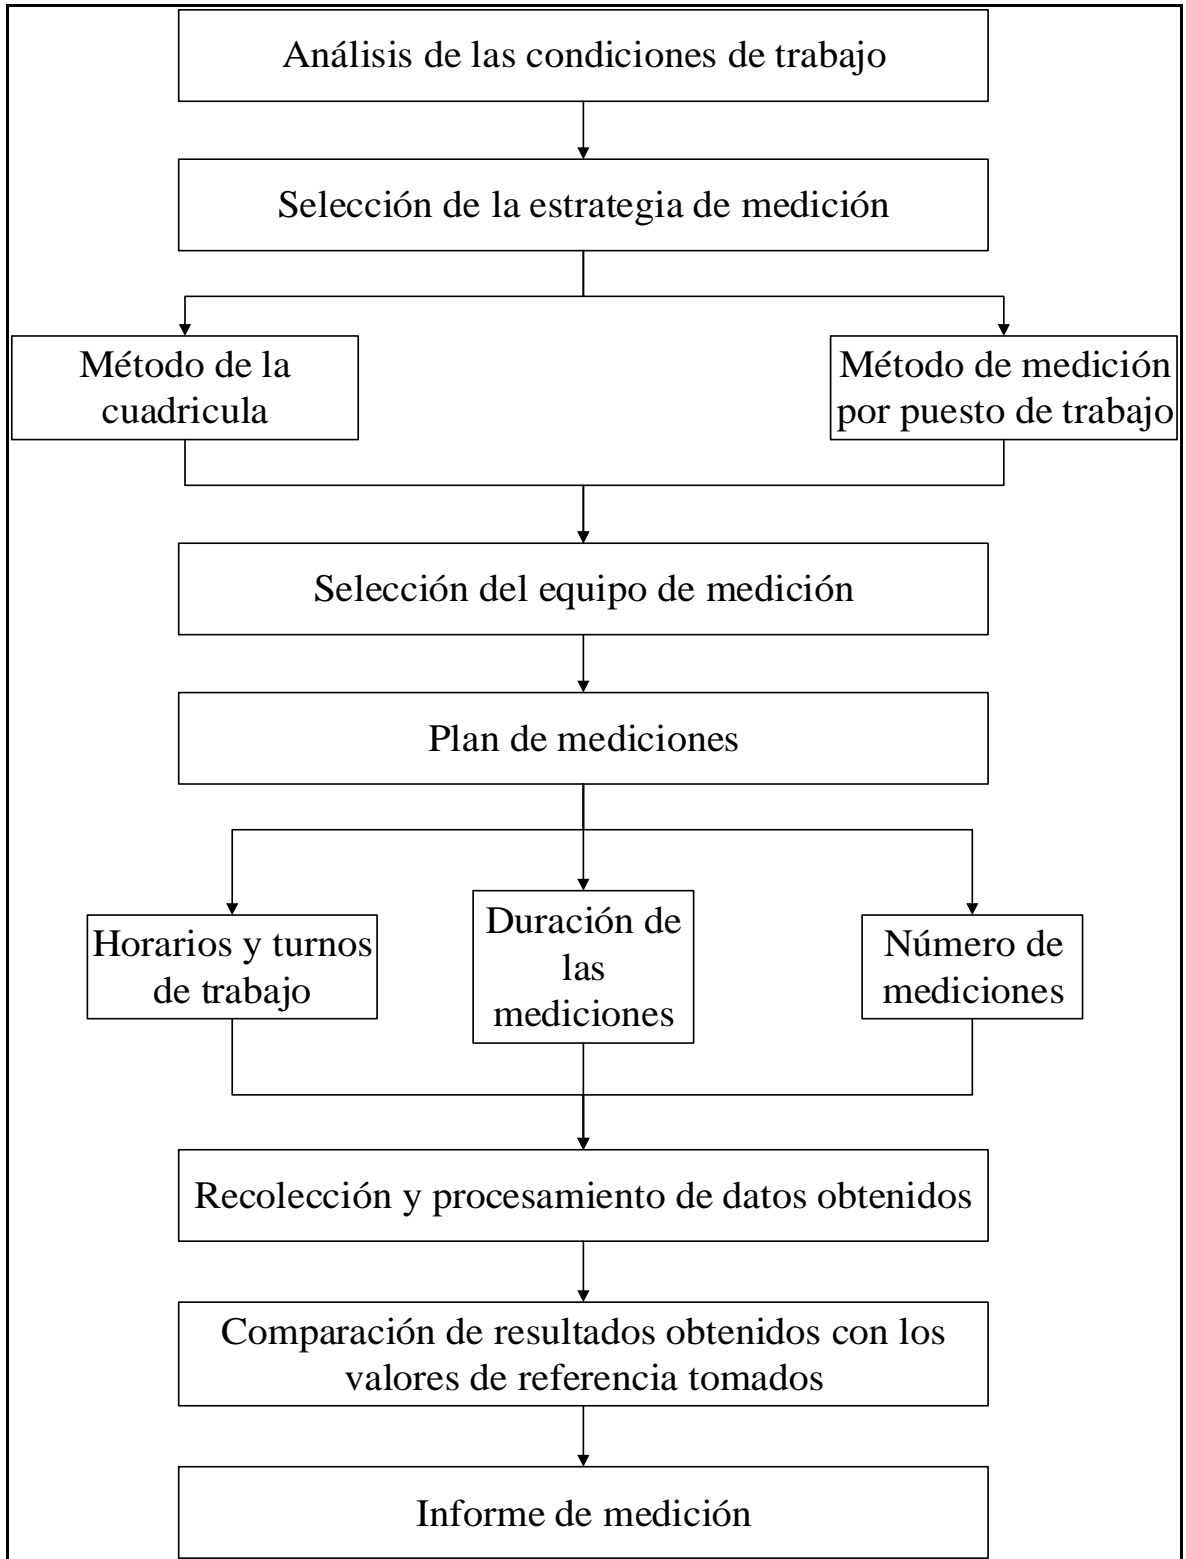 Análisis de las condiciones de trabajo
Selección de la estrategia de medición
Método de la
cuadricula
Método de medición
por puesto de trabajo
Selección del equipo de medición
Plan de mediciones
Horarios y turnos
de trabajo
Duración de
las
mediciones
Número de
mediciones
Recolección y procesamiento de datos obtenidos
Comparación de resultados obtenidos con los
valores de referencia tomados
Informe de medición